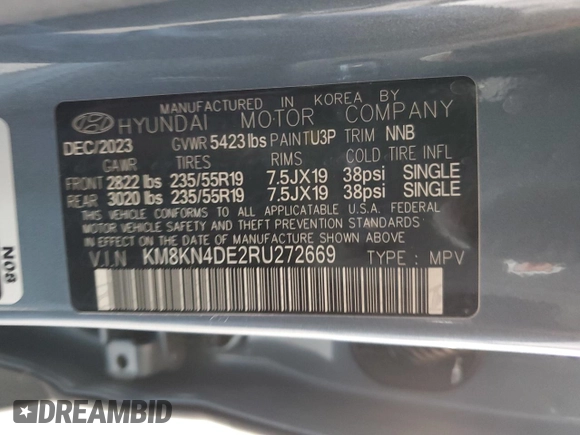 MANUFACTURED IN KOREA BY
HYUNDAI MOTOR COMPANY
DEC/2023 GVWR 5423 lbs PAINT U3P TRIM NNB
GAWR TIRES RIMS COLD TIRE INFL
FRONT 2822 lbs 235/55R19 7.5JX19 38psi SINGLE
REAR 3020 lbs 235/55R19 7.5JX19 38psi SINGLE
THIS VEHICLE CONFORMS TO ALL APPLICABLE U.S.A. FEDERAL
MOTOR VEHICLE SAFETY AND THEFT PREVENTION STANDARDS
IN EFFECT ON THE DATE OF MANUFACTURE SHOWN ABOVE.
V.I.N KM8KN4DE2RU272669 TYPE : MPV
N08
DREAMBID